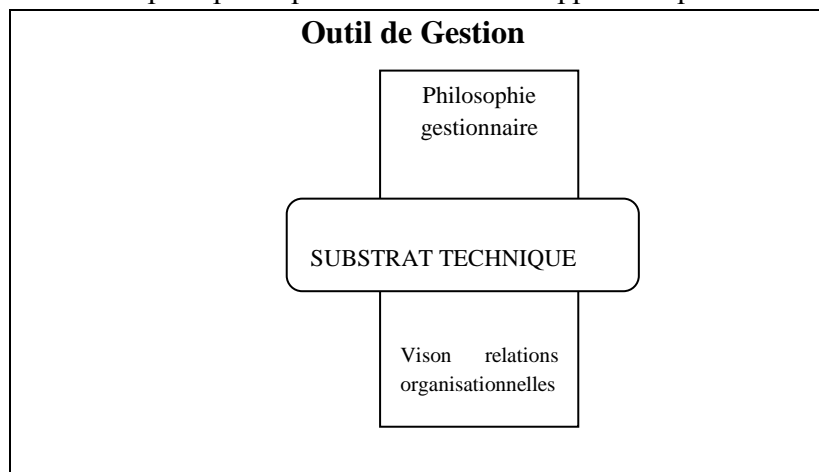 Outil de Gestion
Philosophie
gestionnaire
SUBSTRAT TECHNIQUE
Vison relations
organisationnelles